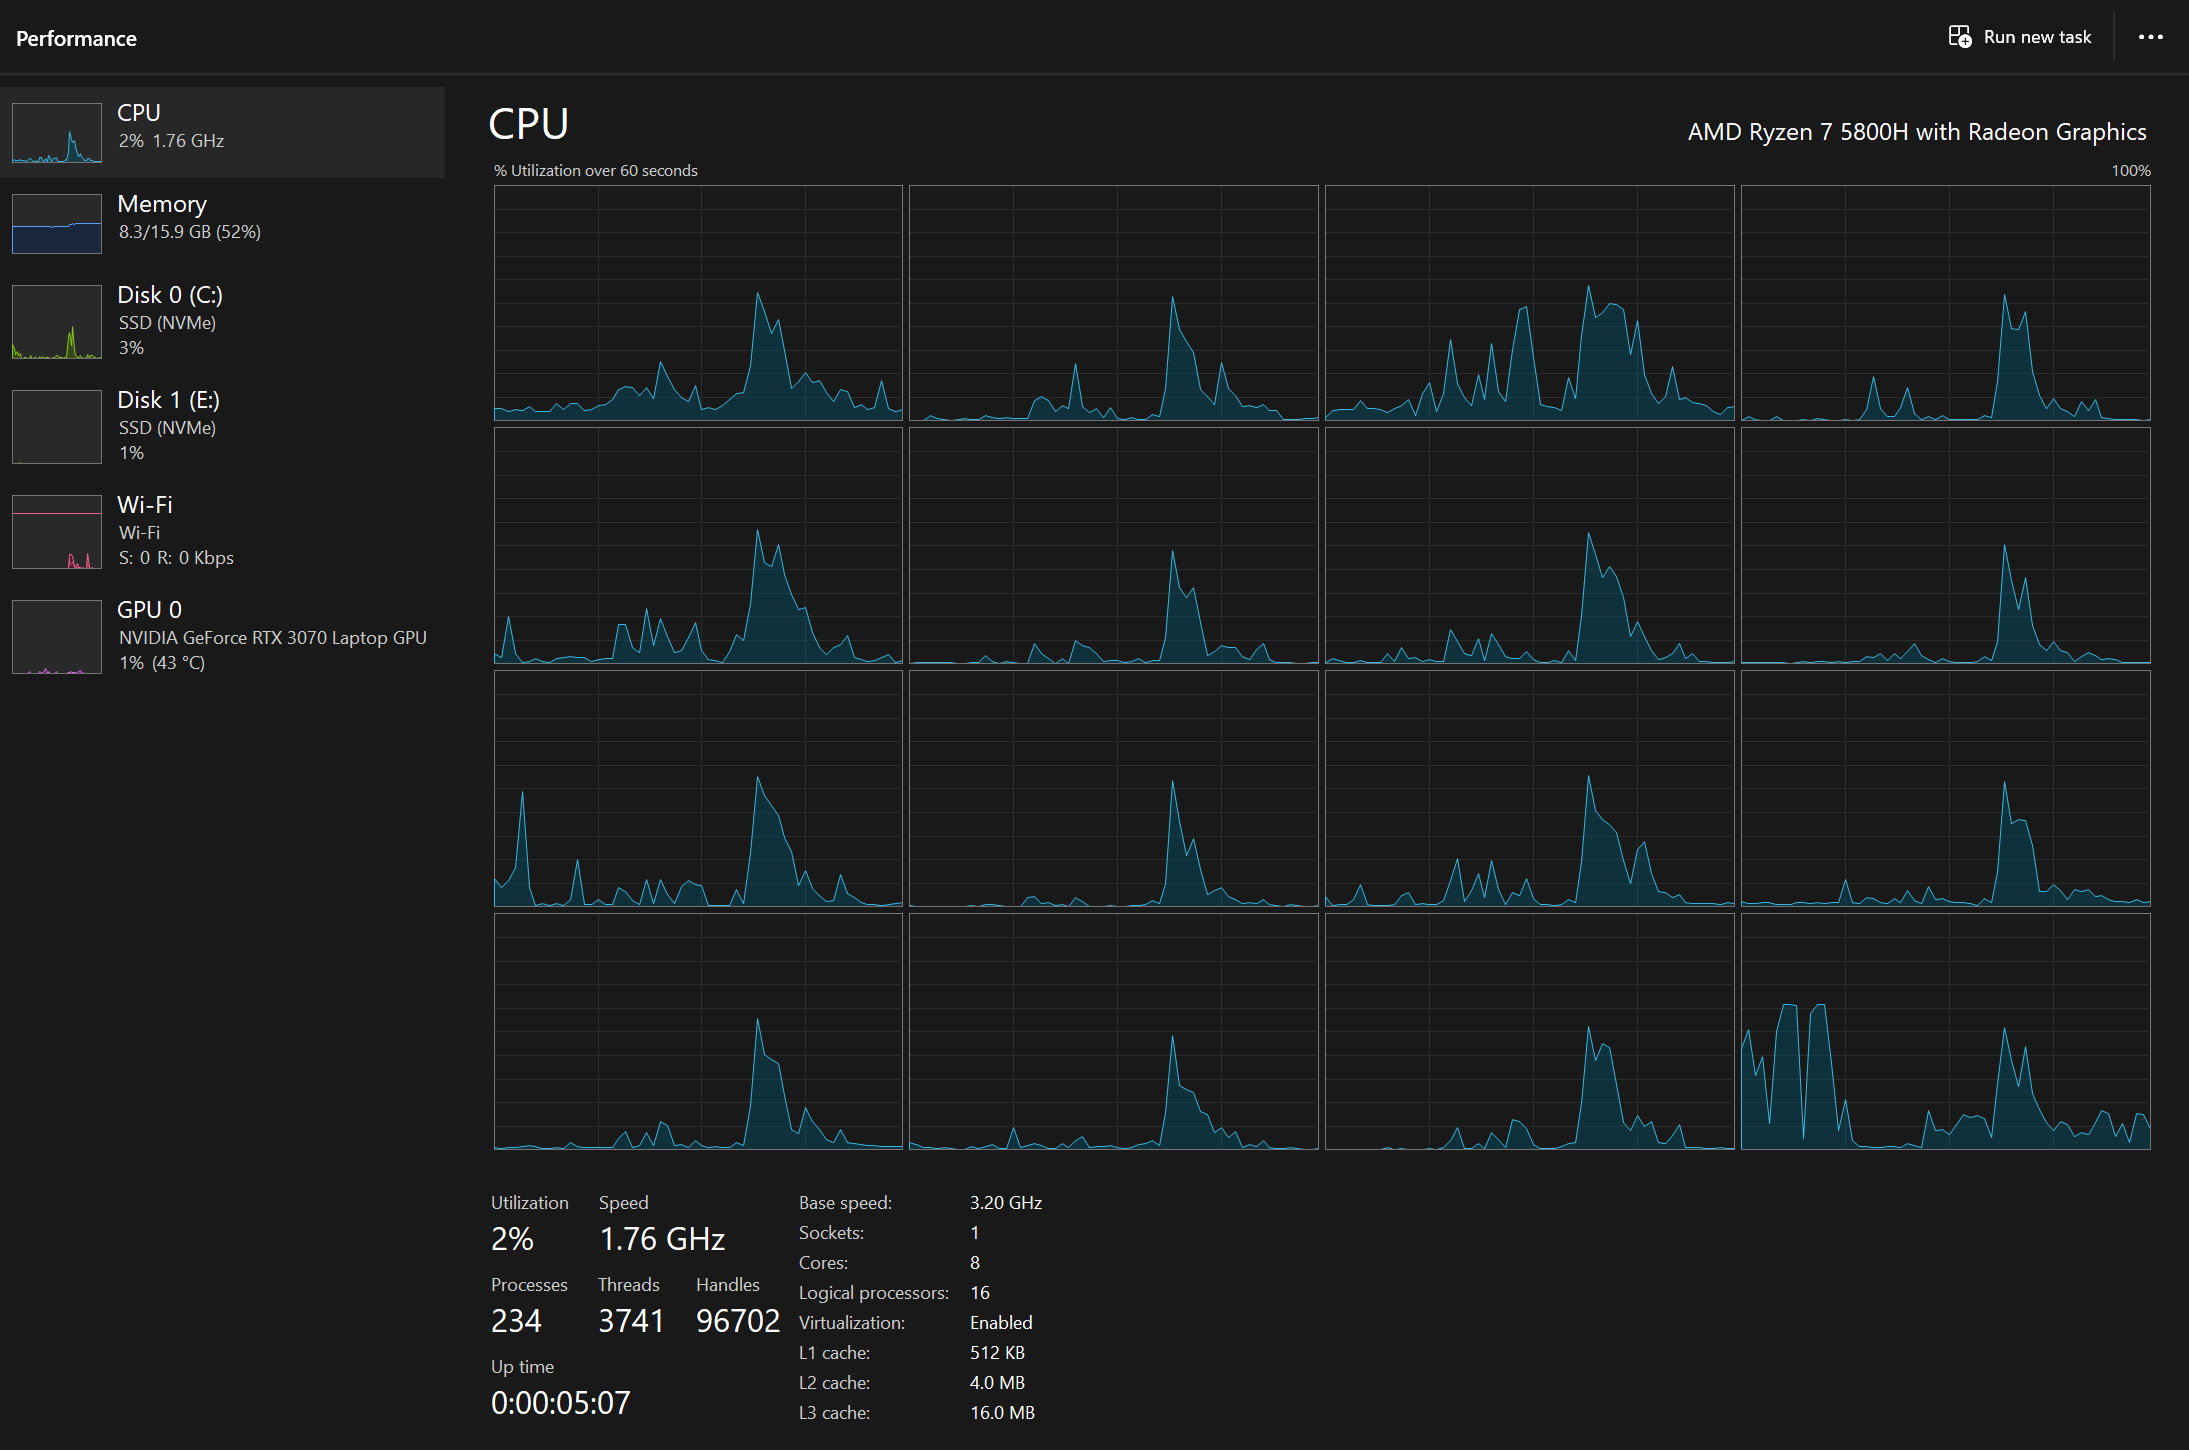 Performance
Run new task
CPU
2% 1.76 GHz
Memory
8.3/15.9 GB (52%)
Disk 0 (C:)
SSD (NVMe)
3%
Disk 1 (E:)
SSD (NVMe)
1%
Wi-Fi
Wi-Fi
S: 0 R: 0 Kbps
GPU 0
NVIDIA GeForce RTX 3070 Laptop GPU
1% (43 °C)
CPU
AMD Ryzen 7 5800H with Radeon Graphics
% Utilization over 60 seconds
100%
Utilization
2%
Speed
1.76 GHz
Processes
234
Threads
3741
Handles
96702
Up time
0:00:05:07
Base speed: 3.20 GHz
Sockets: 1
Cores: 8
Logical processors: 16
Virtualization: Enabled
L1 cache: 512 KB
L2 cache: 4.0 MB
L3 cache: 16.0 MB